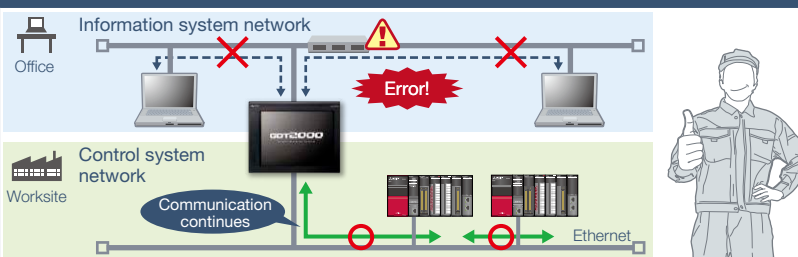 Information system network
Office
Error!
GOT2000
Control system
network
Worksite
Communication
continues
Ethernet